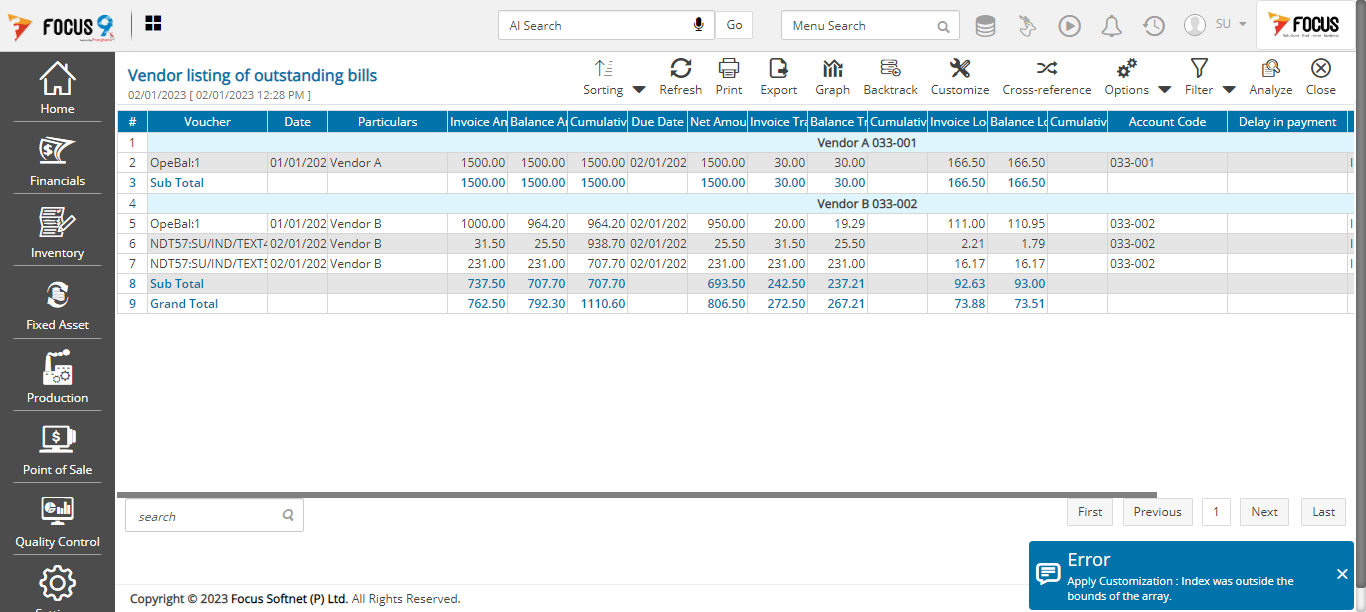 FOCUS 9
AI Search
Go
Menu Search
SU
FOCUS
Home
Financials
Inventory
Fixed Asset
Production
Point of Sale
Quality Control
Vendor listing of outstanding bills
02/01/2023 [ 02/01/2023 12:28 PM ]
Sorting Refresh Print Export Graph Backtrack Customize Cross-reference Options Filter Analyze Close
# Voucher Date Particulars Invoice Am Balance Ar Cumulativ Due Date Net Amou Invoice Tra Balance Tr Cumulativ Invoice Lo Balance Lo Cumulativ Account Code Delay in payment
1 Vendor A 033-001
2 OpeBal:1 01/01/202 Vendor A 1500.00 1500.00 1500.00 02/01/202 1500.00 30.00 30.00 166.50 166.50 033-001
3 Sub Total 1500.00 1500.00 1500.00 1500.00 30.00 30.00 166.50 166.50
4 Vendor B 033-002
5 OpeBal:1 01/01/202 Vendor B 1000.00 964.20 964.20 02/01/202 950.00 20.00 19.29 111.00 110.95 033-002
6 NDT57:SU/IND/TEXT4 02/01/202 Vendor B 31.50 25.50 938.70 02/01/202 25.50 31.50 25.50 2.21 1.79 033-002
7 NDT57:SU/IND/TEXT5 02/01/202 Vendor B 231.00 231.00 707.70 02/01/202 231.00 231.00 231.00 16.17 16.17 033-002
8 Sub Total 737.50 707.70 707.70 693.50 242.50 237.21 92.63 93.00
9 Grand Total 762.50 792.30 1110.60 806.50 272.50 267.21 73.88 73.51
search
First Previous 1 Next Last
Error
Apply Customization : Index was outside the
bounds of the array.
Copyright © 2023 Focus Softnet (P) Ltd. All Rights Reserved.